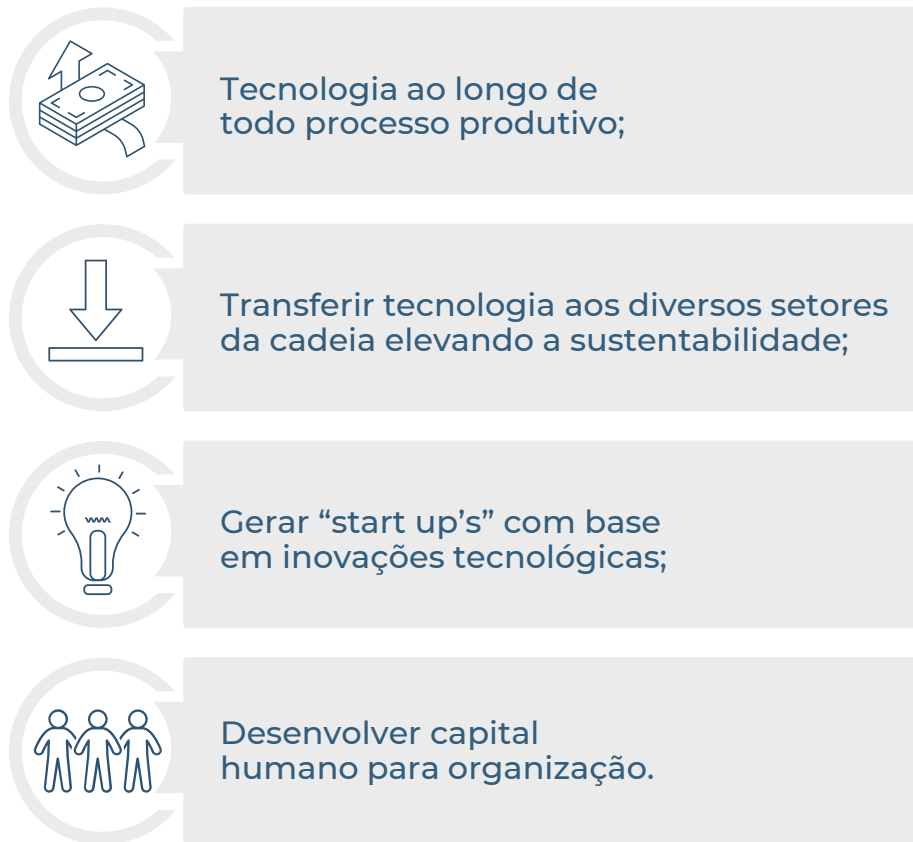 Tecnologia ao longo de
todo processo produtivo;
Transferir tecnologia aos diversos setores
da cadeia elevando a sustentabilidade;
Gerar “start up’s” com base
em inovações tecnológicas;
Desenvolver capital
humano para organização.